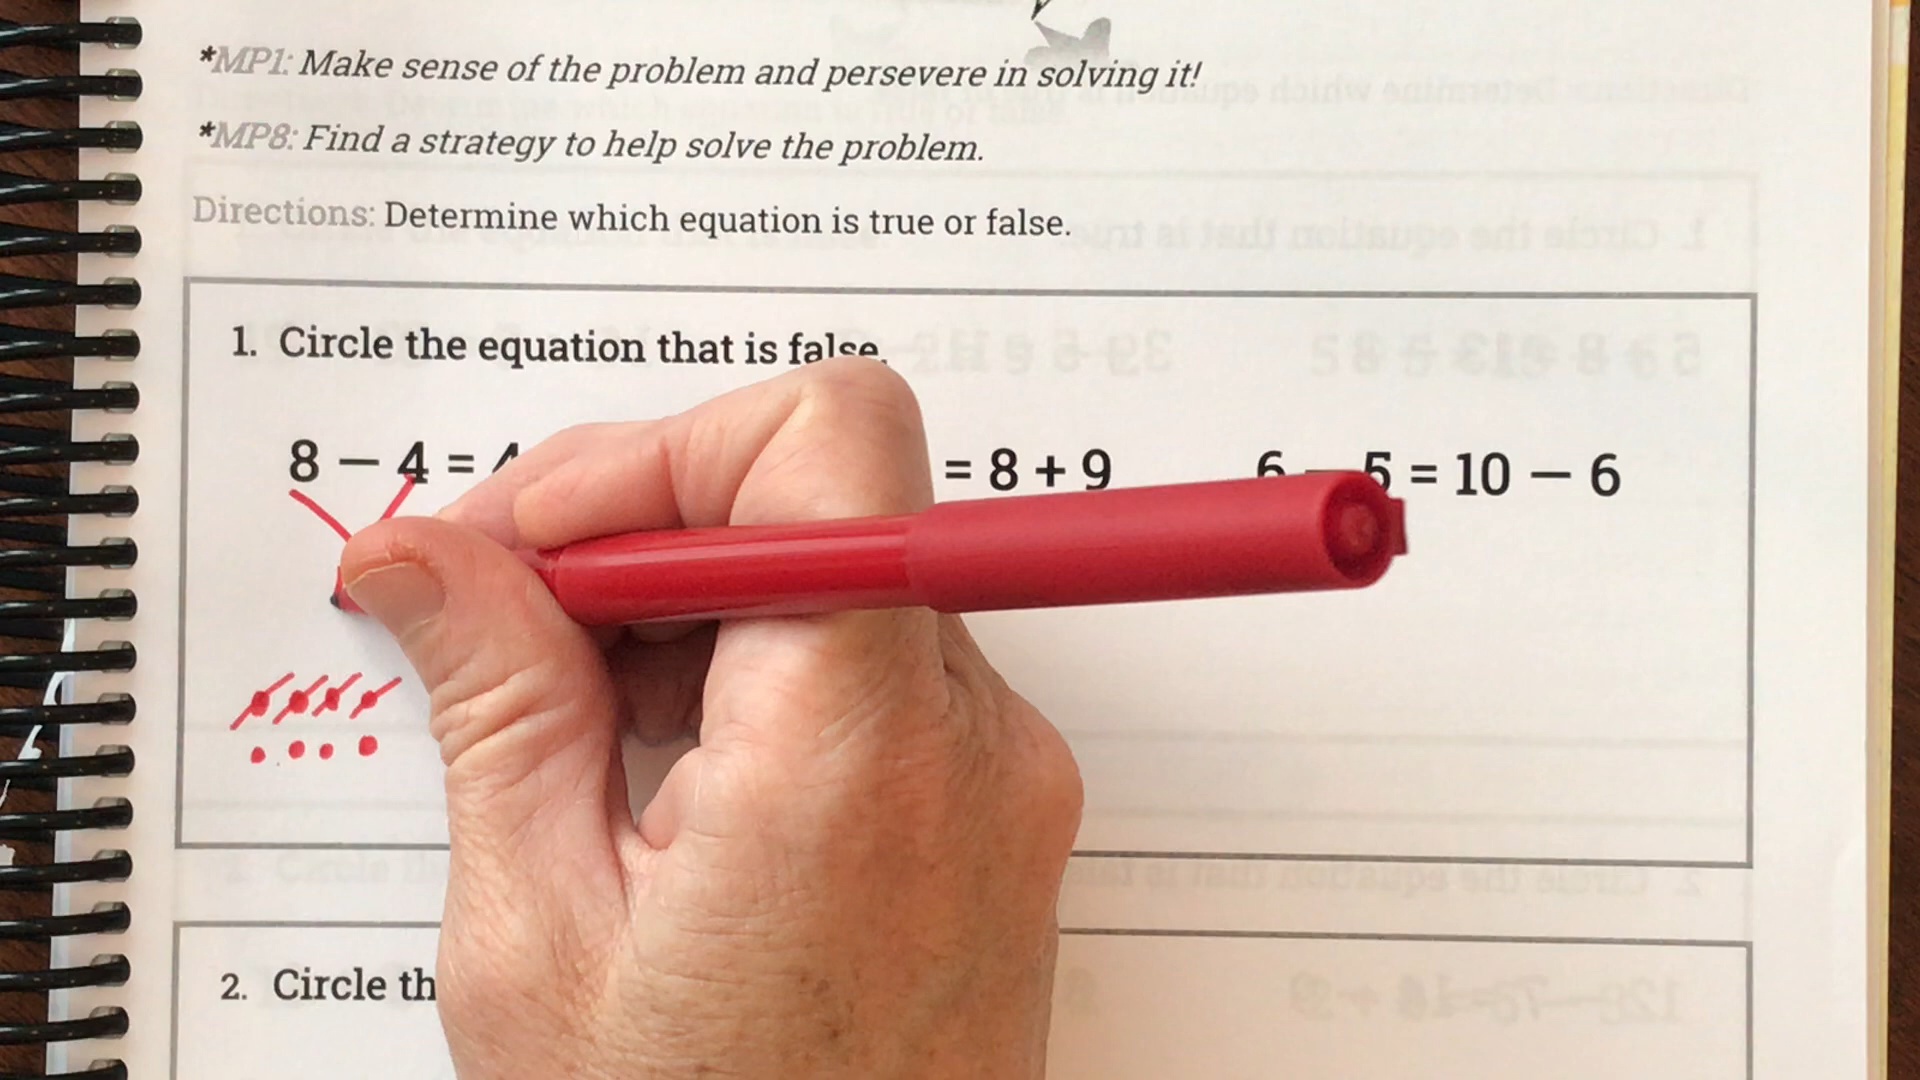 *MP1: Make sense of the problem and persevere in solving it!
*MP8: Find a strategy to help solve the problem.
Directions: Determine which equation is true or false.
1. Circle the equation that is false.
8 − 4 = = 8 + 9 6 − 5 = 10 − 6
2. Circle